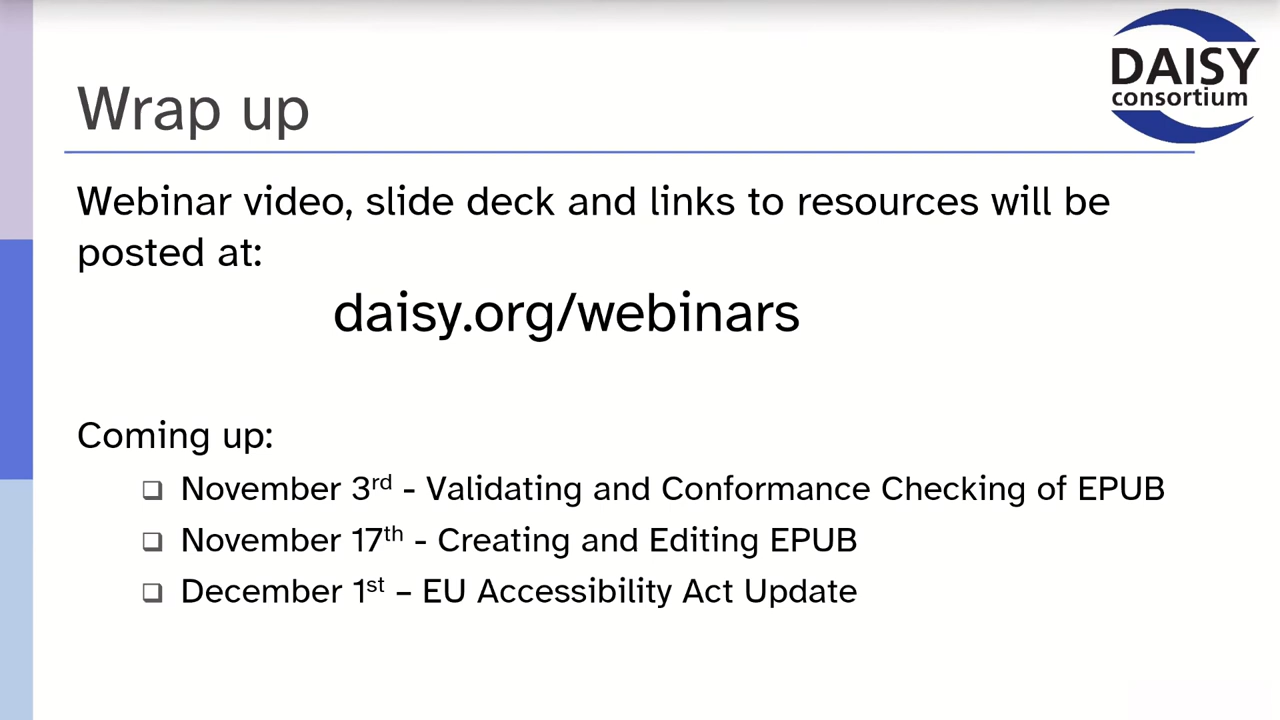 DAISY
consortium
Wrap up
Webinar video, slide deck and links to resources will be
posted at:
daisy.org/webinars
Coming up:
❑ November 3rd - Validating and Conformance Checking of EPUB
❑ November 17th - Creating and Editing EPUB
❑ December 1st – EU Accessibility Act Update